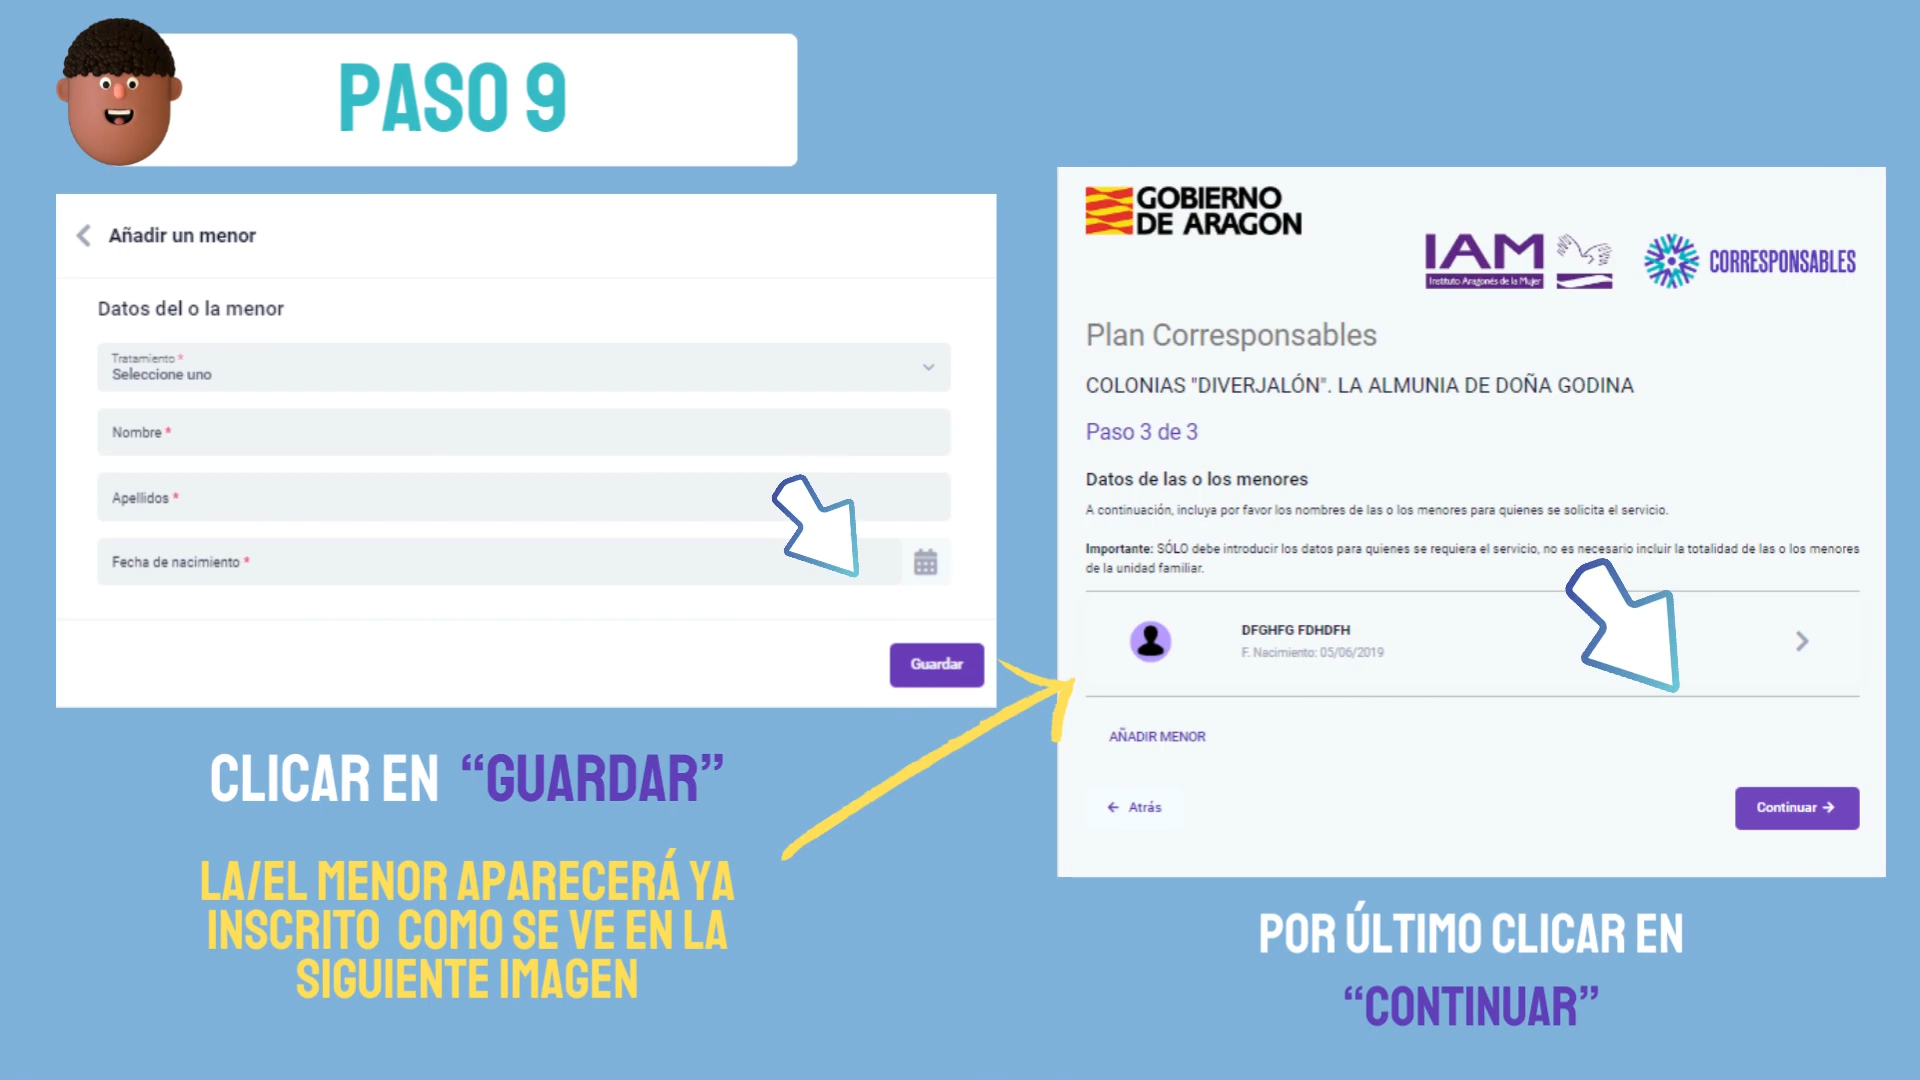 PASO 9
Añadir un menor
Datos del o la menor
Tratamiento *
Seleccione uno
Nombre *
Apellidos *
Fecha de nacimiento *
Guardar
CLICAR EN “GUARDAR”
LA/EL MENOR APARECERÁ YA
INSCRITO COMO SE VE EN LA
SIGUIENTE IMAGEN
GOBIERNO
DE ARAGON
IAM
Instituto Aragonés de la Mujer
CORRESPONSABLES
Plan Corresponsables
COLONIAS "DIVERJALÓN". LA ALMUNIA DE DOÑA GODINA
Paso 3 de 3
Datos de las o los menores
A continuación, incluya por favor los nombres de las o los menores para quienes se solicita el servicio.
Importante: SÓLO debe introducir los datos para quienes se requiera el servicio, no es necesario incluir la totalidad de las o los menores
de la unidad familiar.
DFGHFG FDHDFH
F. Nacimiento: 05/06/2019
AÑADIR MENOR
← Atrás
Continuar →
POR ÚLTIMO CLICAR EN
“CONTINUAR”